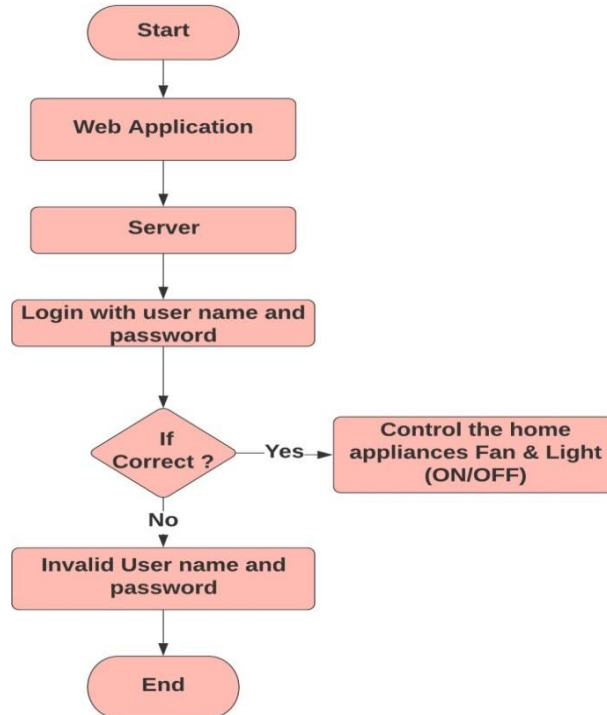 Start
Web Application
Server
Login with user name and
password
If
Correct ?
Yes
Control the home
appliances Fan & Light
(ON/OFF)
No
Invalid User name and
password
End